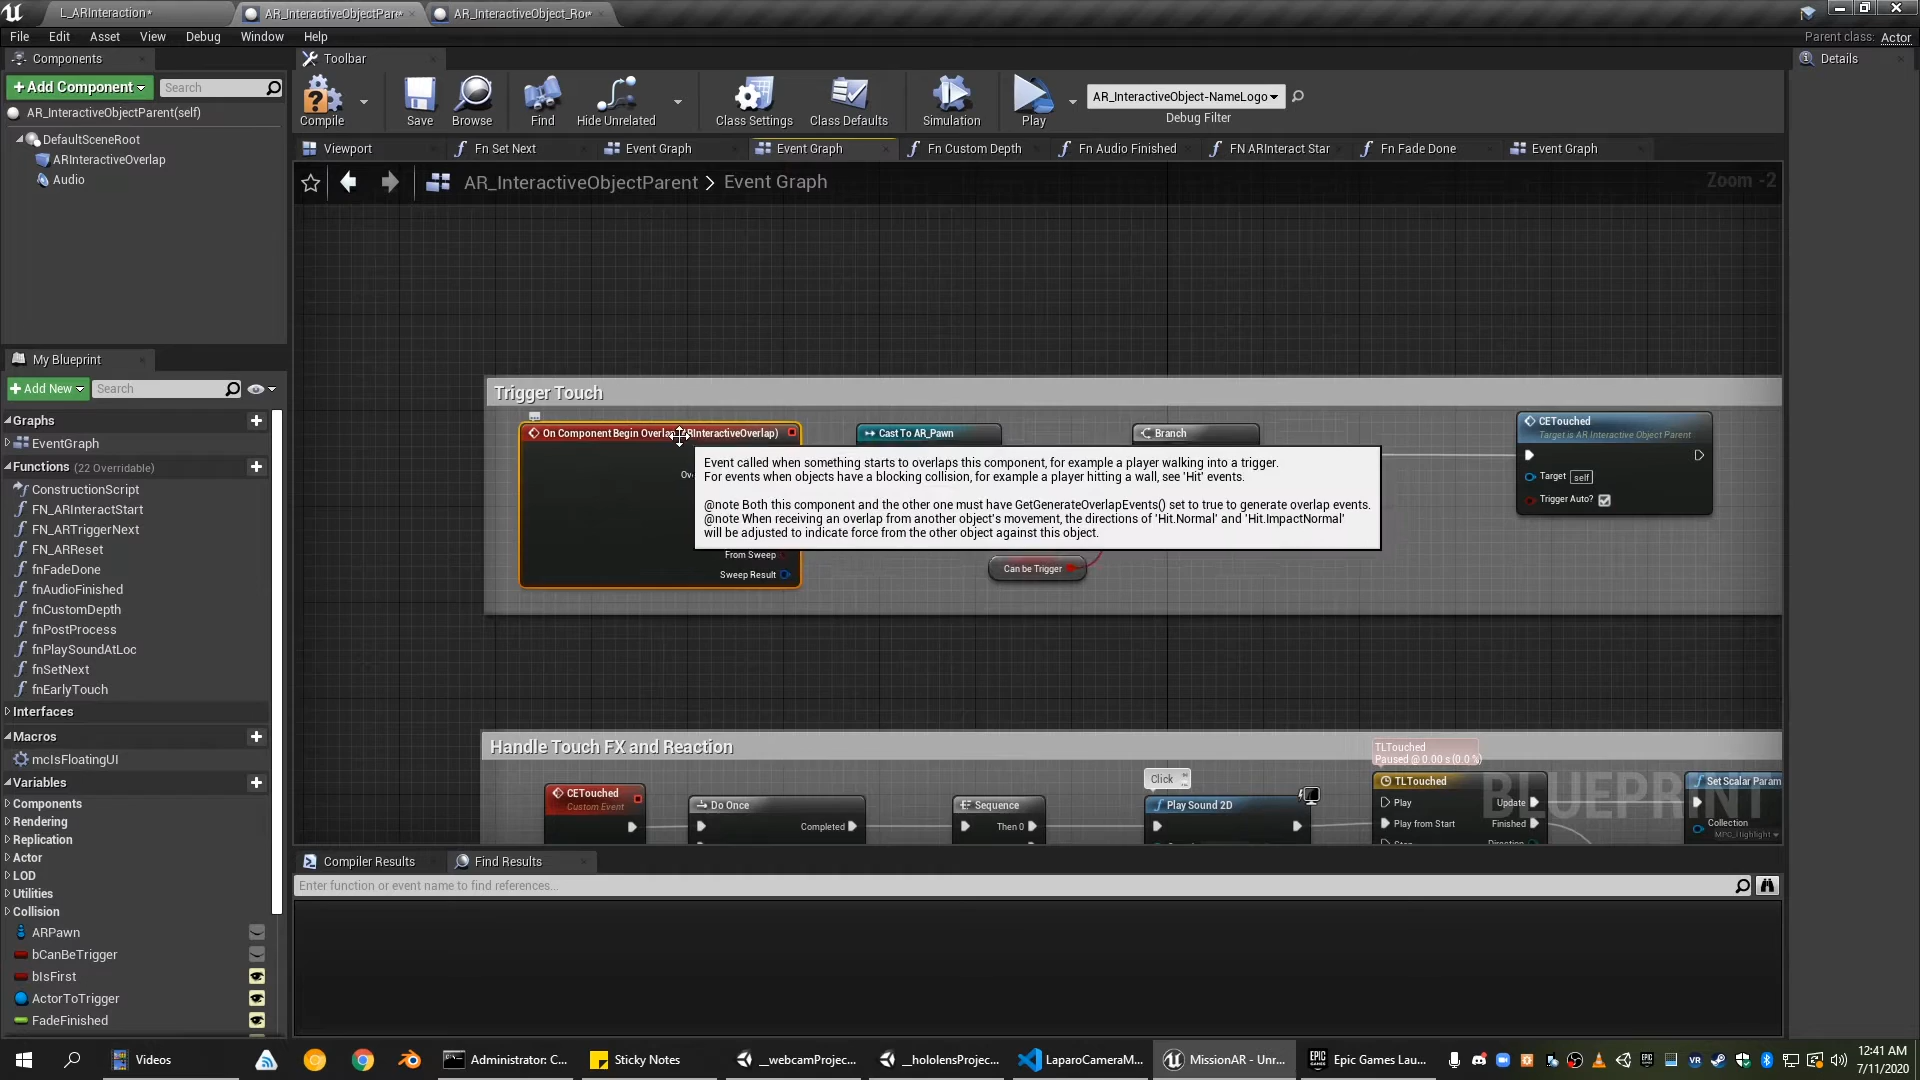 L_ARInteraction*
AR_InteractiveObjectPare*
AR_InteractiveObject_Ro*
File Edit Asset View Debug Window Help
Parent class: Actor
Components
Toolbar
Details
+Add Component
Search
AR_InteractiveObjectParent(self)
DefaultSceneRoot
ARInteractiveOverlap
Audio
Compile
Save
Browse
Find
Hide Unrelated
Class Settings
Class Defaults
Simulation
Play
AR_InteractiveObject-NameLogo
Debug Filter
Viewport
Fn Set Next
Event Graph
Event Graph
Fn Custom Depth
Fn Audio Finished
FN ARInteract Star
Fn Fade Done
Event Graph
AR_InteractiveObjectParent > Event Graph
Zoom -2
My Blueprint
+Add New
Search
Graphs
EventGraph
Functions (22 Overridable)
ConstructionScript
FN_ARInteractStart
FN_ARTriggerNext
FN_ARReset
fnFadeDone
fnAudioFinished
fnCustomDepth
fnPostProcess
fnPlaySoundAtLoc
fnSetNext
fnEarlyTouch
Interfaces
Macros
mcIsFloatingUI
Variables
Components
Rendering
Replication
Actor
LOD
Utilities
Collision
ARPawn
bCanBeTrigger
bIsFirst
ActorToTrigger
FadeFinished
Trigger Touch
On Component Begin Overlap (ARInteractiveOverlap)
Cast To AR_Pawn
Branch
CETouched
Target is AR Interactive Object Parent
Target self
Trigger Auto?
Event called when something starts to overlaps this component, for example a player walking into a trigger.
For events when objects have a blocking collision, for example a player hitting a wall, see 'Hit' events.
@note Both this component and the other one must have GetGenerateOverlapEvents() set to true to generate overlap events.
@note When receiving an overlap from another object's movement, the directions of 'Hit.Normal' and 'Hit.ImpactNormal'
will be adjusted to indicate force from the other object against this object.
From Sweep
Sweep Result
Can be Trigger
Handle Touch FX and Reaction
CETouched
Custom Event
Do Once
Completed
Sequence
Then 0
Click
Play Sound 2D
TLTouched
Paused @ 0.00 s (0.0 %)
TLTouched
Play
Update
Play from Start
Finished
Stop
Direction
Set Scalar Param
Collection
MPC_Highlight
BLUEPRINT
Compiler Results
Find Results
Enter function or event name to find references...
Videos
Administrator: C...
Sticky Notes
__webcamProjec...
__hololensProjec...
LaparoCameraM...
MissionAR - Unr...
Epic Games Lau...
12:41 AM
7/11/2020